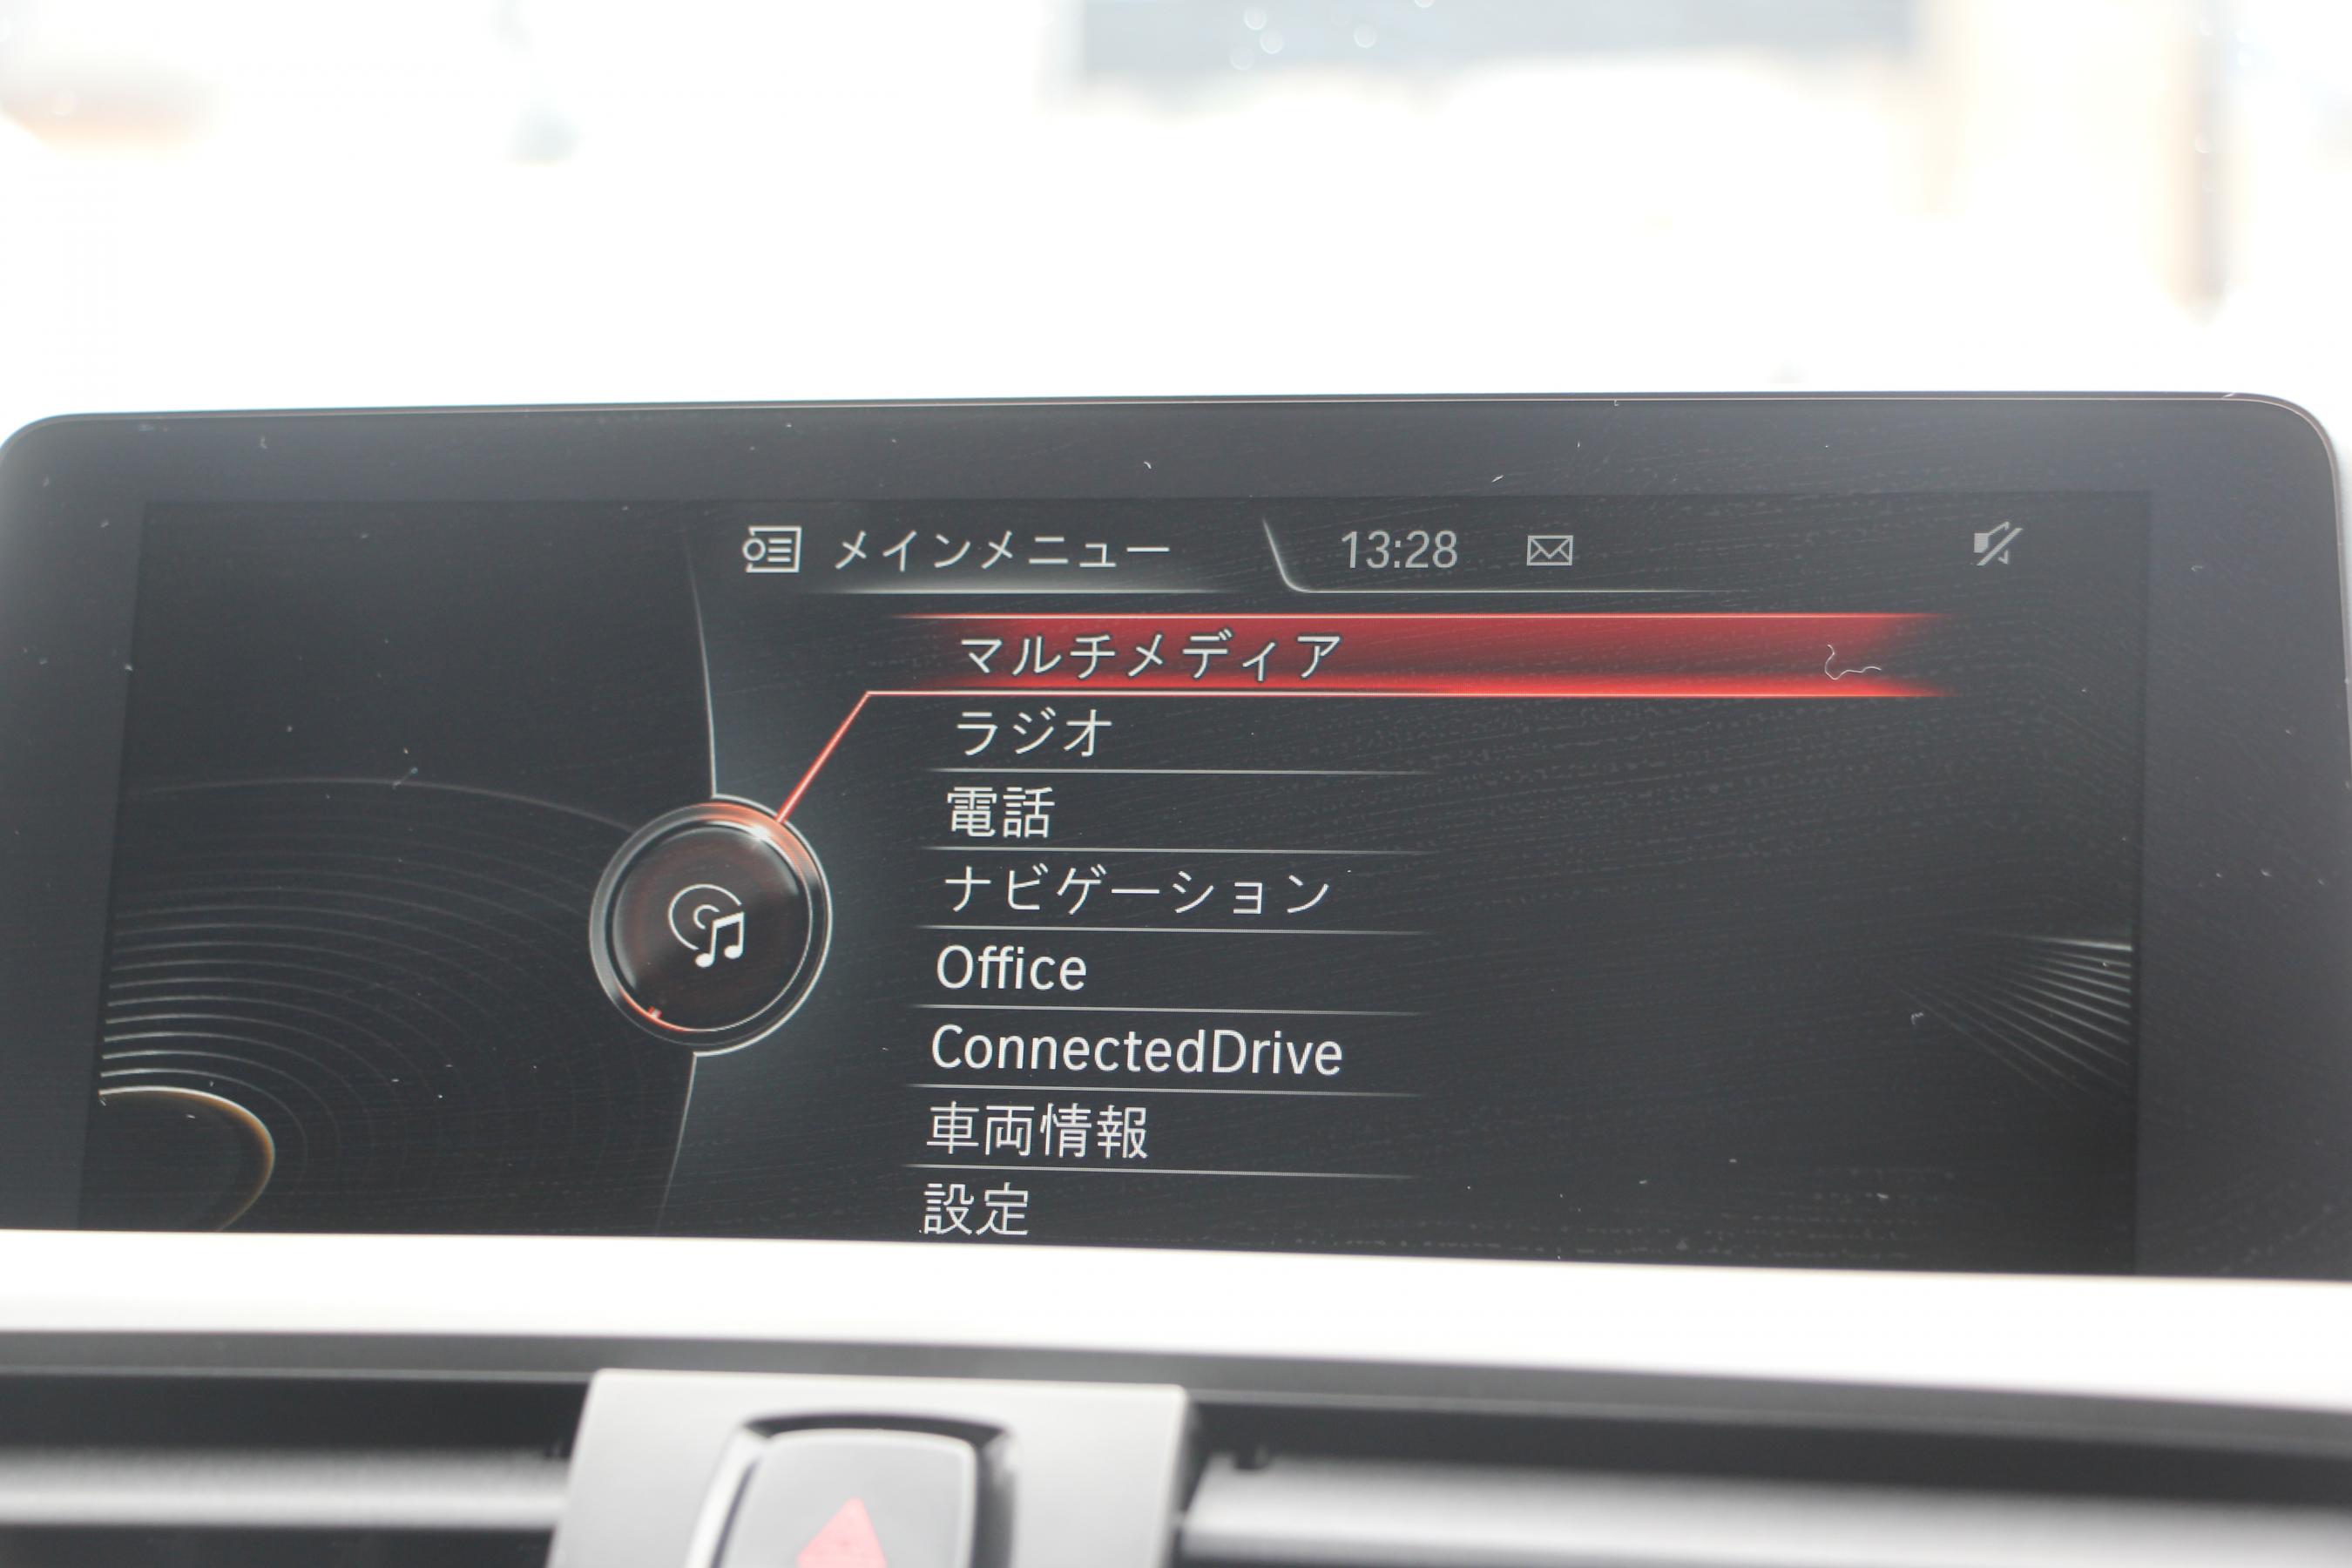 メインメニュー 13:28
マルチメディア
ラジオ
電話
ナビゲーション
Office
ConnectedDrive
車両情報
設定